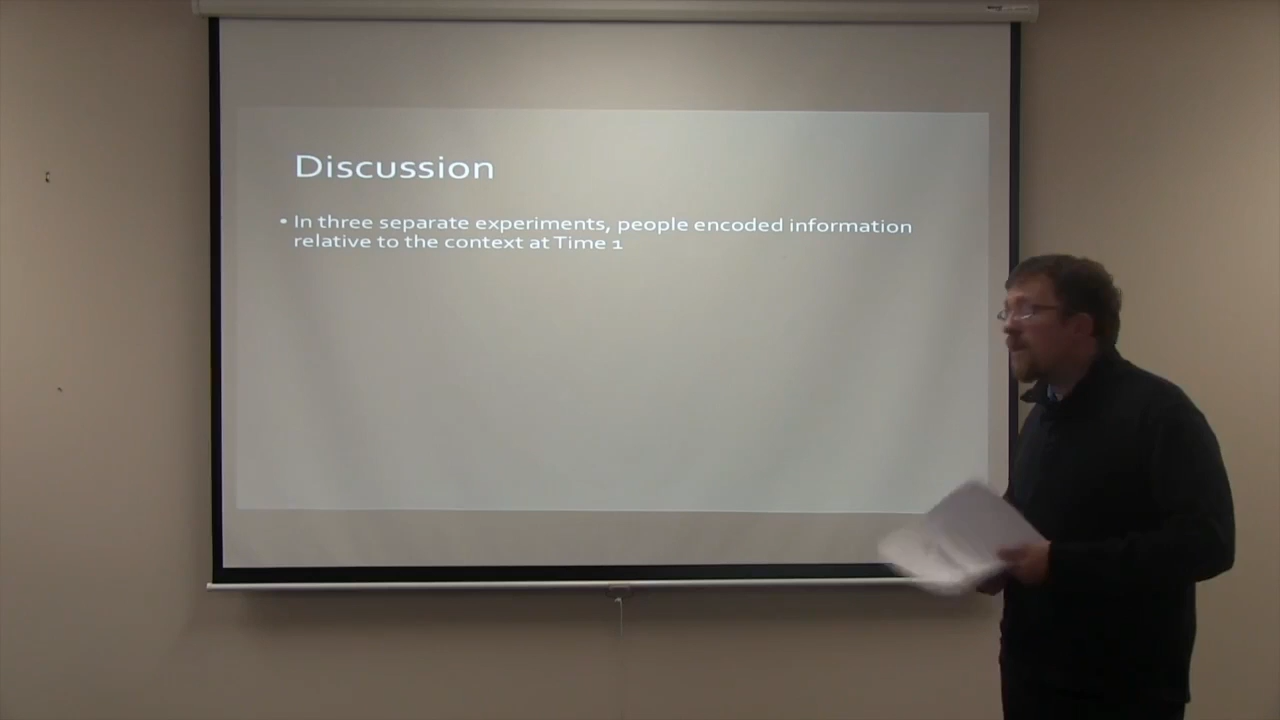 Discussion
• In three separate experiments, people encoded information
relative to the context at Time 1